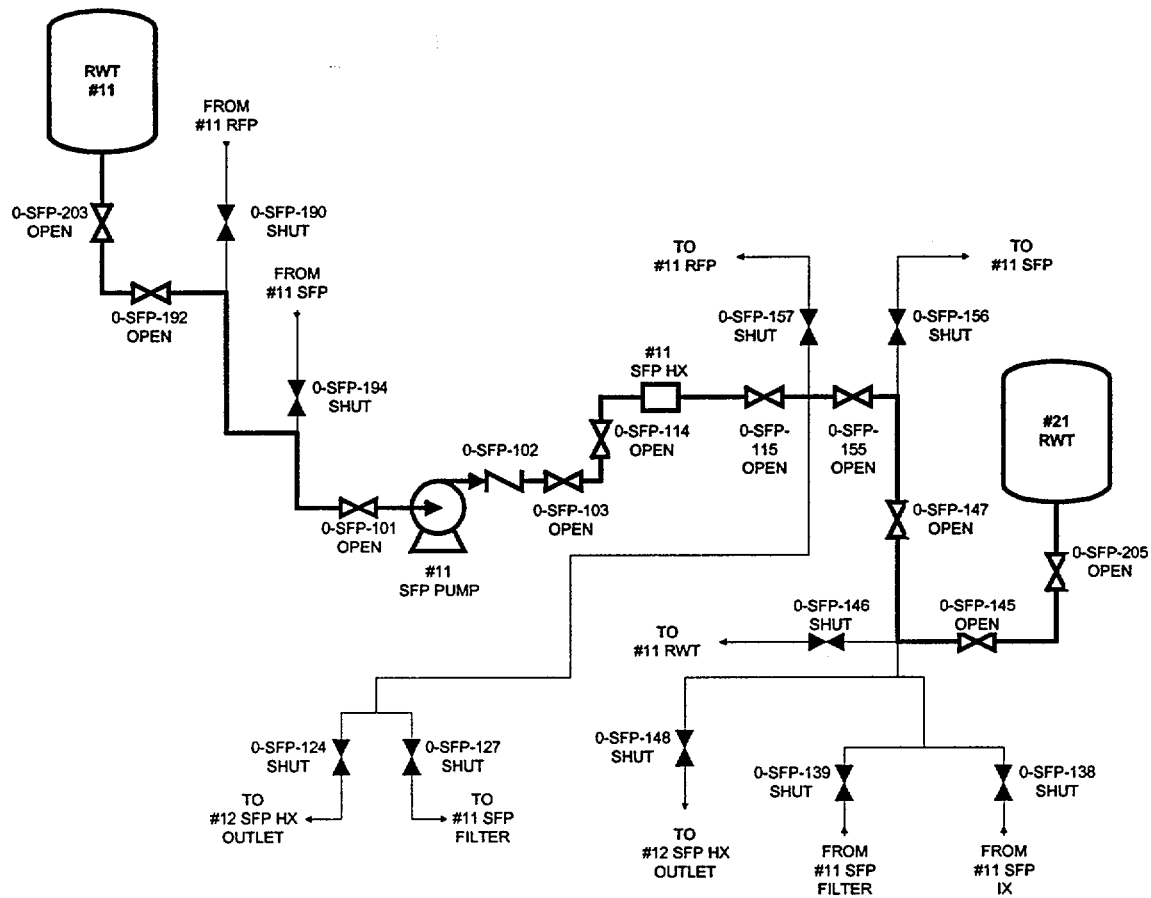 RWT
#11
FROM
#11 RFP
0-SFP-203
OPEN
0-SFP-190
SHUT
FROM
#11 SFP
0-SFP-192
OPEN
0-SFP-194
SHUT
TO
#11 RFP
TO
#11 SFP
0-SFP-157
SHUT
0-SFP-156
SHUT
#11
SFP HX
#21
RWT
0-SFP-102
0-SFP-114
OPEN
0-SFP-
115
OPEN
0-SFP-
155
OPEN
0-SFP-101
OPEN
0-SFP-103
OPEN
0-SFP-147
OPEN
0-SFP-205
OPEN
#11
SFP PUMP
0-SFP-146
SHUT
0-SFP-145
OPEN
TO
#11 RWT
0-SFP-124
SHUT
0-SFP-127
SHUT
0-SFP-148
SHUT
0-SFP-139
SHUT
0-SFP-138
SHUT
TO
#12 SFP HX
OUTLET
TO
#11 SFP
FILTER
TO
#12 SFP HX
OUTLET
FROM
#11 SFP
FILTER
FROM
#11 SFP
IX